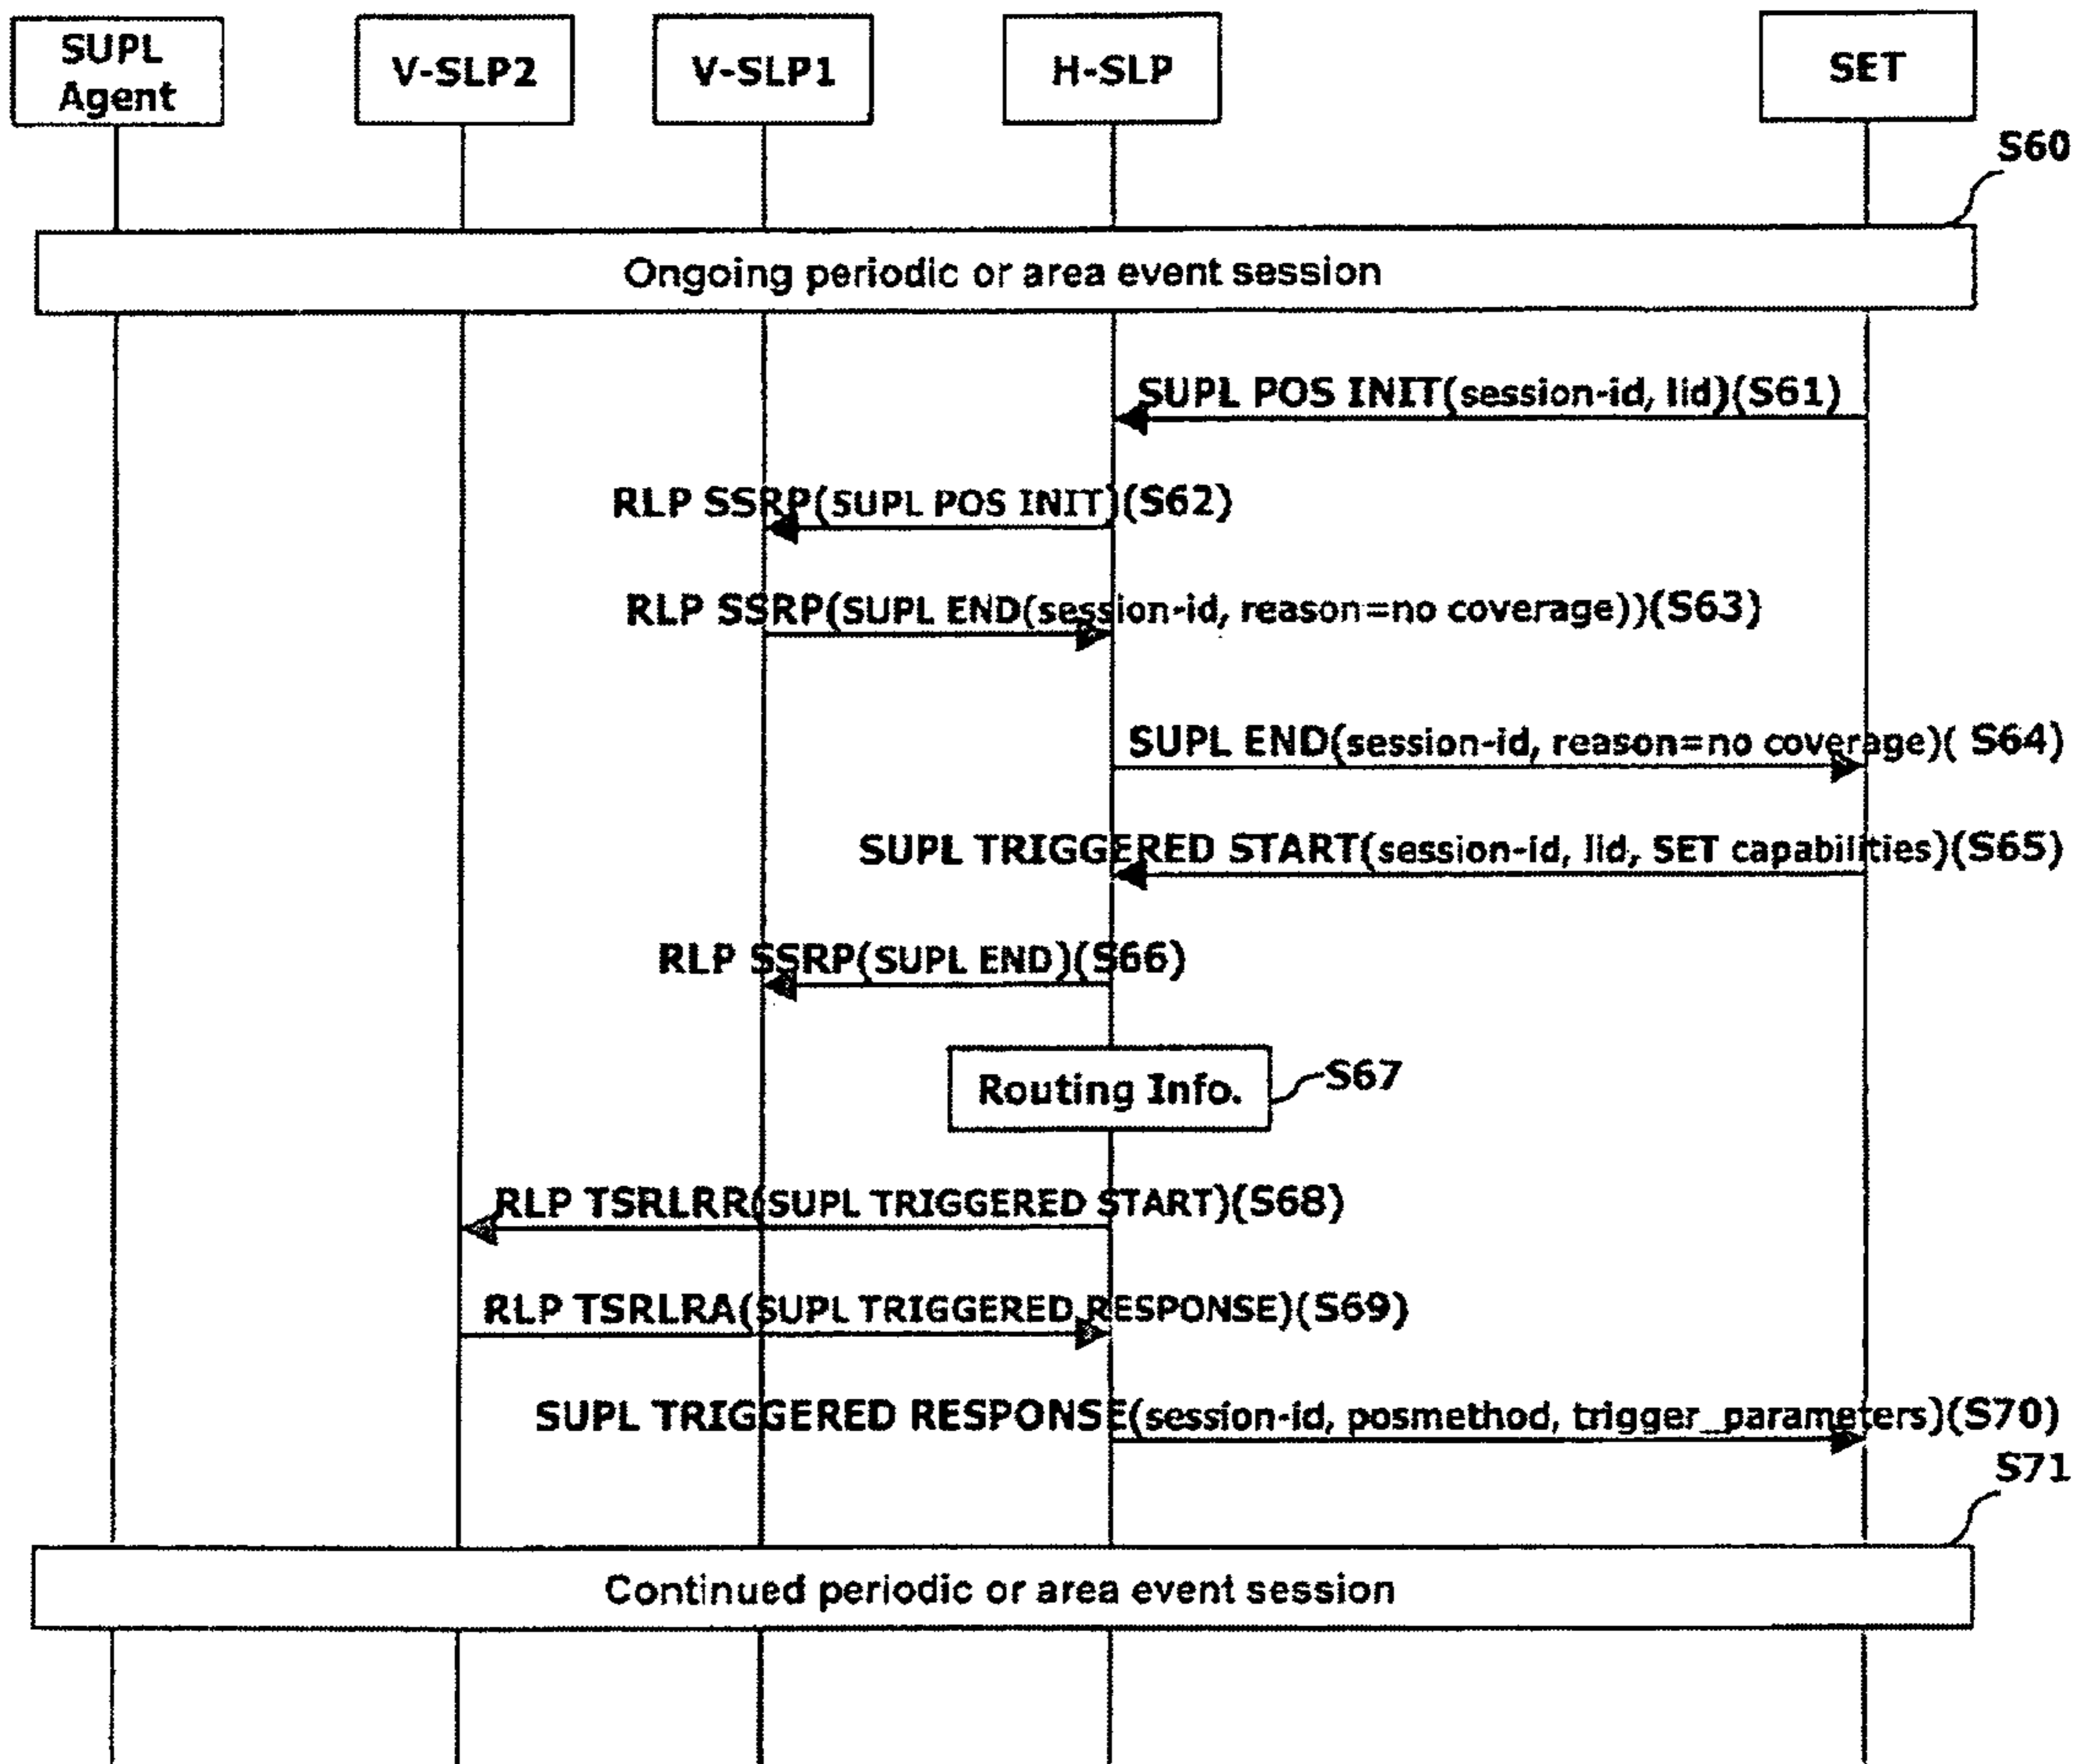 SUPL
Agent
V-SLP2
V-SLP1
H-SLP
SET
S60
Ongoing periodic or area event session
SUPL POS INIT(session-id, lid)(S61)
RLP SSRP(SUPL POS INIT)(S62)
RLP SSRP(SUPL END(session-id, reason=no coverage))(S63)
SUPL END(session-id, reason=no coverage)( S64)
SUPL TRIGGERED START(session-id, lid, SET capabilities)(S65)
RLP SSRP(SUPL END)(S66)
Routing Info.
S67
RLP TSRLRR(SUPL TRIGGERED START)(S68)
RLP TSRLRA(SUPL TRIGGERED RESPONSE)(S69)
SUPL TRIGGERED RESPONSE(session-id, posmethod, trigger_parameters)(S70)
S71
Continued periodic or area event session